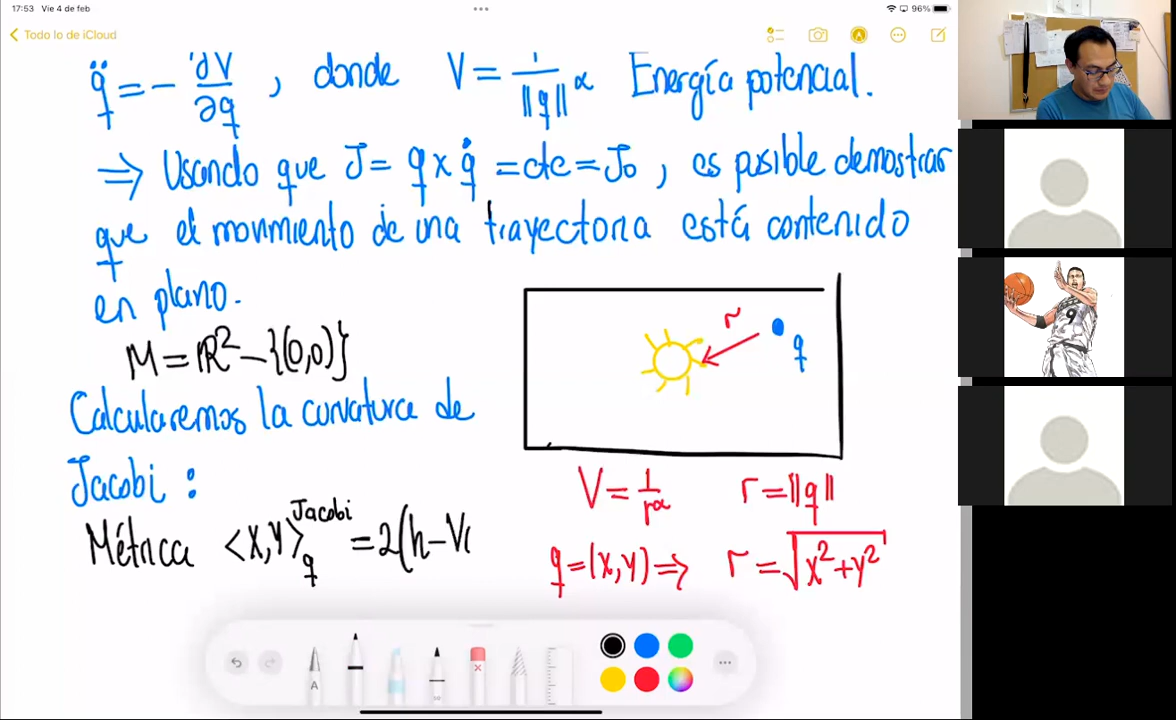 17:53 Vie 4 de feb
96%
Todo lo de iCloud
q̈ = - ∂V/∂q , donde V = 1/‖q‖^α Energía potencial.
⇒ Usando que J = q × q̇ = cte = J₀, es posible demostrar
que el movimiento de una trayectoria está contenido
en plano.
M = ℝ² - {(0,0)}
r
q
Calcularemos la curvatura de
Jacobi :
V = 1/r^α r = ‖q‖
Métrica <X,Y>_q^Jacobi = 2(h-V(
q = (x,y) ⇒ r = √(x²+y²)
A
9